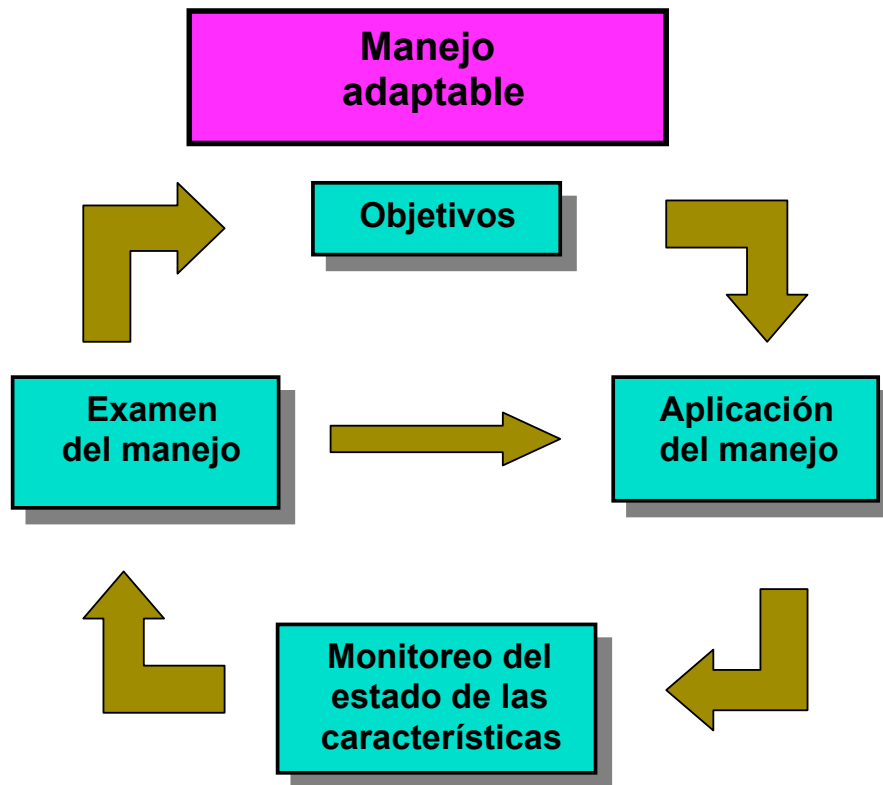 Manejo
adaptable
Objetivos
Examen
del manejo
Aplicación
del manejo
Monitoreo del
estado de las
características